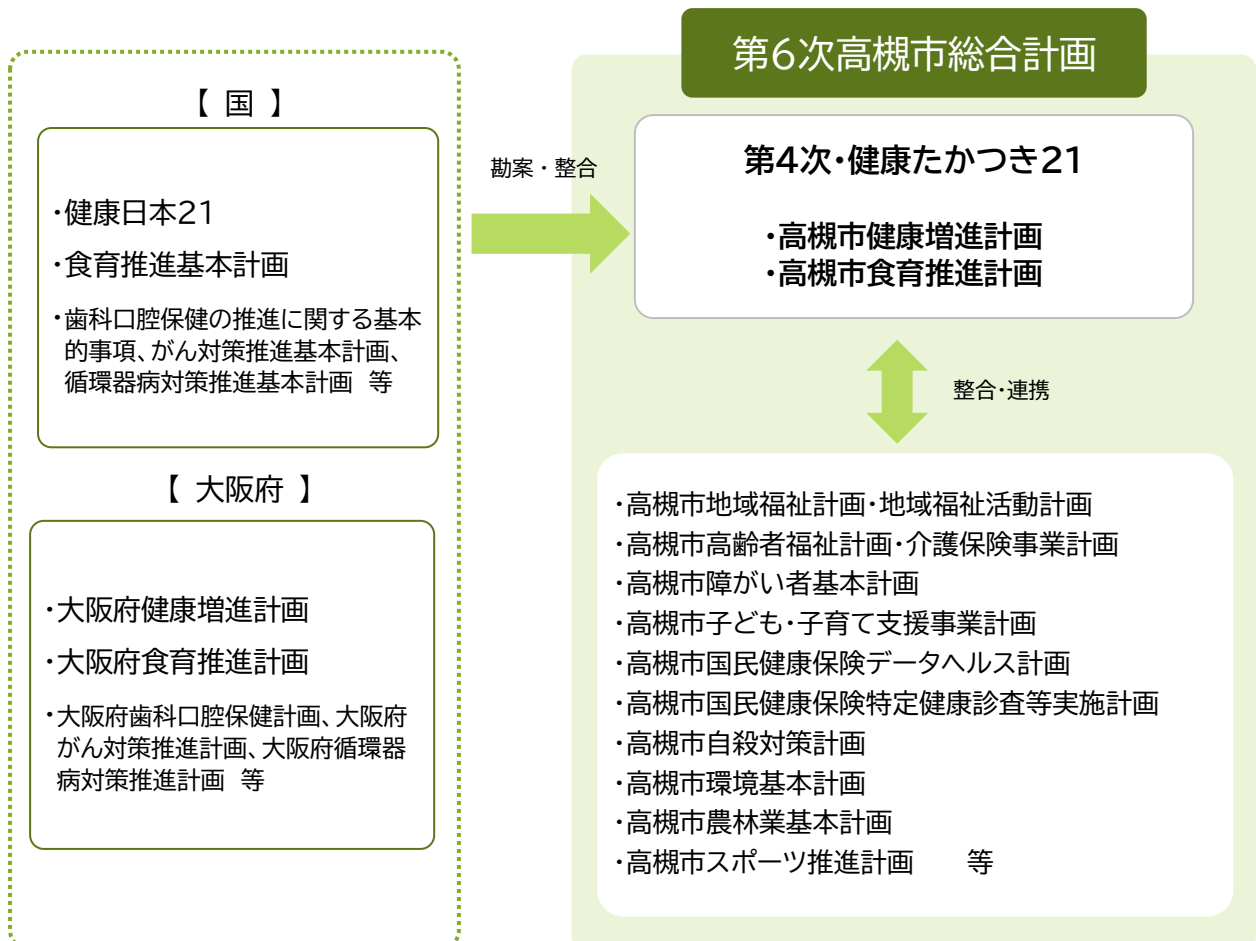 【 国 】
・健康日本21
・食育推進基本計画
・歯科口腔保健の推進に関する基本
的事項、がん対策推進基本計画、
循環器病対策推進基本計画 等
【 大阪府 】
・大阪府健康増進計画
・大阪府食育推進計画
・大阪府歯科口腔保健計画、大阪府
がん対策推進計画、大阪府循環器
病対策推進計画 等
勘案・整合
第6次高槻市総合計画
第4次・健康たかつき21
・高槻市健康増進計画
・高槻市食育推進計画
整合・連携
・高槻市地域福祉計画・地域福祉活動計画
・高槻市高齢者福祉計画・介護保険事業計画
・高槻市障がい者基本計画
・高槻市子ども・子育て支援事業計画
・高槻市国民健康保険データヘルス計画
・高槻市国民健康保険特定健康診査等実施計画
・高槻市自殺対策計画
・高槻市環境基本計画
・高槻市農林業基本計画
・高槻市スポーツ推進計画 等